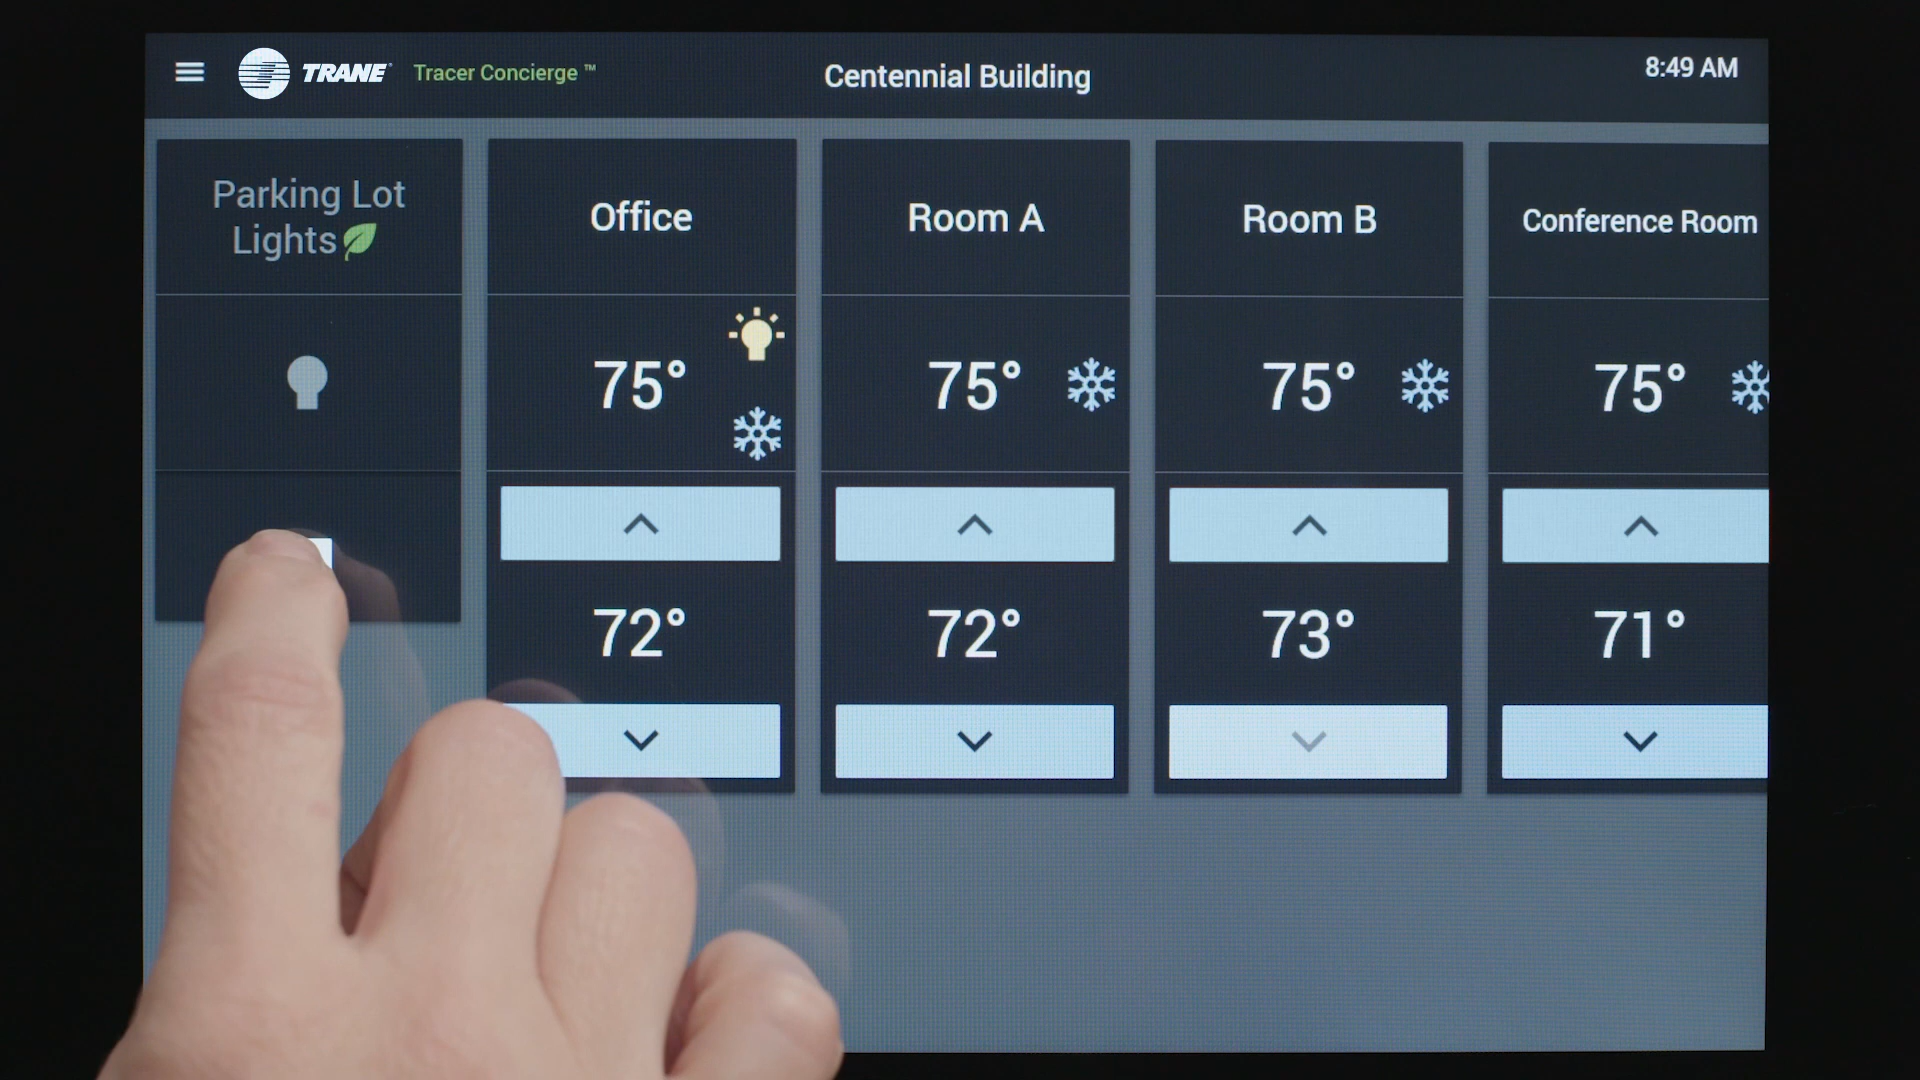 TRANE Tracer Concierge ™
Centennial Building
8:49 AM
Parking Lot
Lights
Office
Room A
Room B
Conference Room
75°
75°
75°
75°
72°
72°
73°
71°